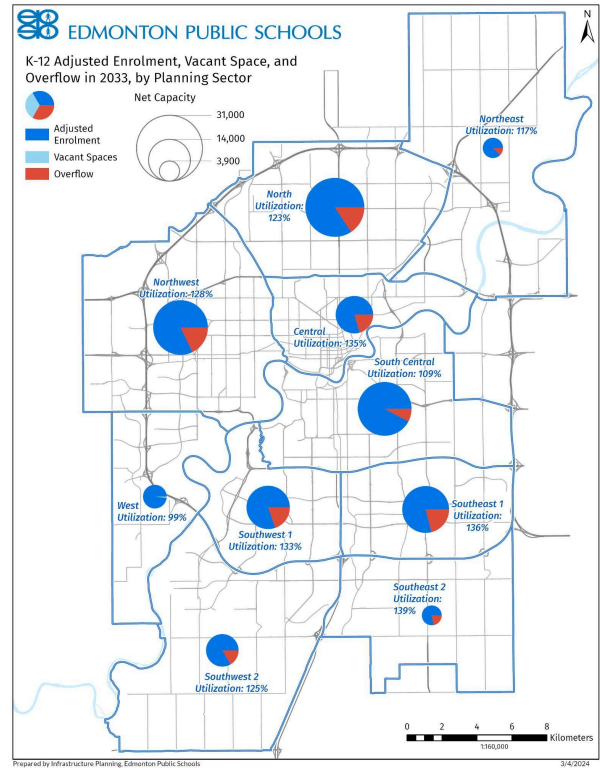 EDMONTON PUBLIC SCHOOLS
K-12 Adjusted Enrolment, Vacant Space, and
Overflow in 2033, by Planning Sector
Net Capacity
31,000
14,000
3,900
Adjusted
Enrolment
Vacant Spaces
Overflow
N
Northeast
Utilization: 117%
North
Utilization:
123%
Northwest
Utilization: 128%
Central
Utilization: 135%
South Central
Utilization: 109%
West
Utilization: 99%
Southwest 1
Utilization: 133%
Southeast 1
Utilization:
136%
Southeast 2
Utilization:
139%
Southwest 2
Utilization: 125%
0 2 4 6 8
Kilometers
1:160,000
Prepared by Infrastructure Planning, Edmonton Public Schools
3/4/2024